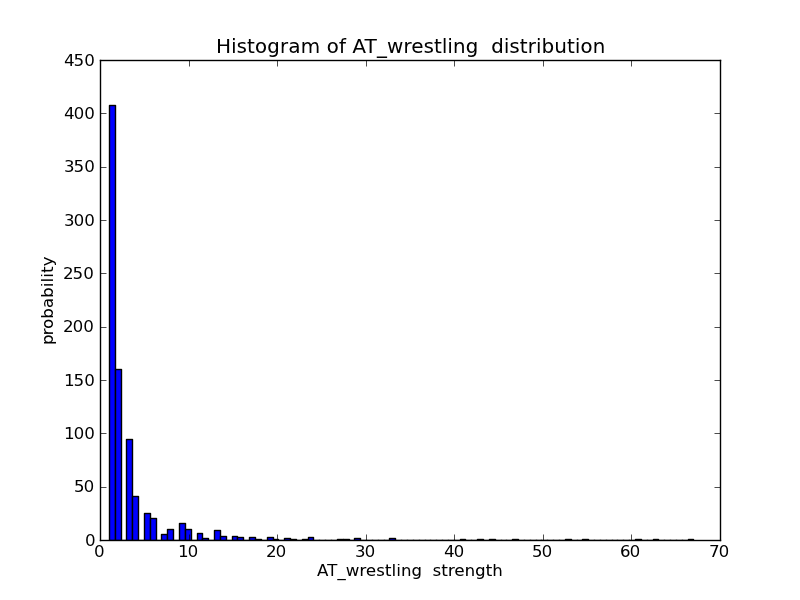 Histogram of AT_wrestling  distribution
450
400
350
300
250
200
150
100
50
0
probability
0 10 20 30 40 50 60 70
AT_wrestling  strength